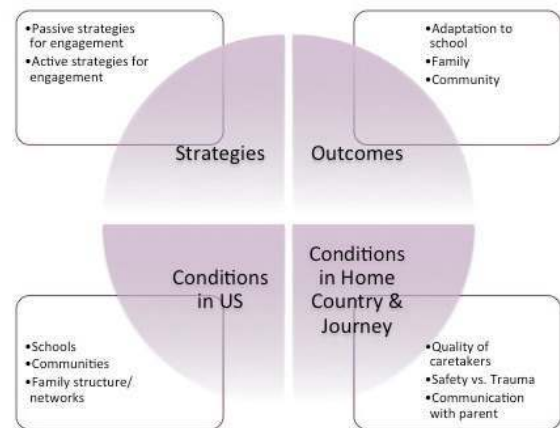 •Passive strategies
for engagement
•Active strategies for
engagement
•Adaptation to
school
•Family
•Community
Strategies
Outcomes
Conditions
in US
Conditions
in Home
Country &
Journey
•Schools
•Communities
•Family structure/
networks
•Quality of
caretakers
•Safety vs. Trauma
•Communication
with parent